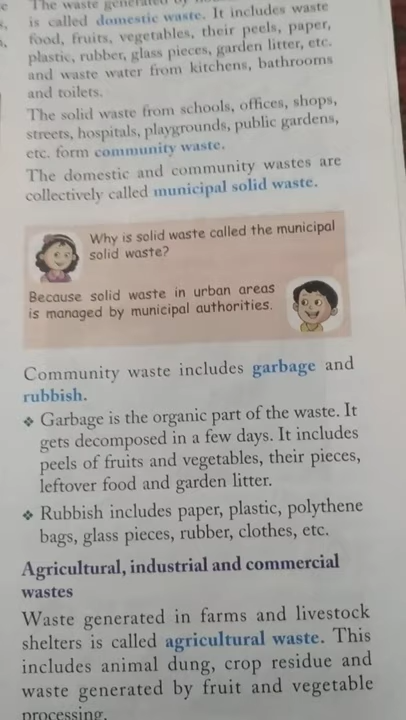 The waste generated by
is called domestic waste. It includes waste
food, fruits, vegetables, their peels, paper,
plastic, rubber, glass pieces, garden litter, etc.
and waste water from kitchens, bathrooms
and toilets.
The solid waste from schools, offices, shops,
streets, hospitals, playgrounds, public gardens,
etc. form community waste.
The domestic and community wastes are
collectively called municipal solid waste.
Why is solid waste called the municipal
solid waste?
Because solid waste in urban areas
is managed by municipal authorities.
Community waste includes garbage and
rubbish.
❖ Garbage is the organic part of the waste. It
gets decomposed in a few days. It includes
peels of fruits and vegetables, their pieces,
leftover food and garden litter.
❖ Rubbish includes paper, plastic, polythene
bags, glass pieces, rubber, clothes, etc.
Agricultural, industrial and commercial
wastes
Waste generated in farms and livestock
shelters is called agricultural waste. This
includes animal dung, crop residue and
waste generated by fruit and vegetable
processing.